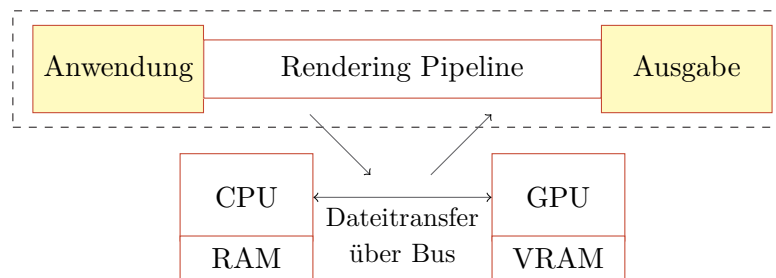 Anwendung Rendering Pipeline Ausgabe
CPU GPU
Dateitransfer
über Bus
RAM VRAM